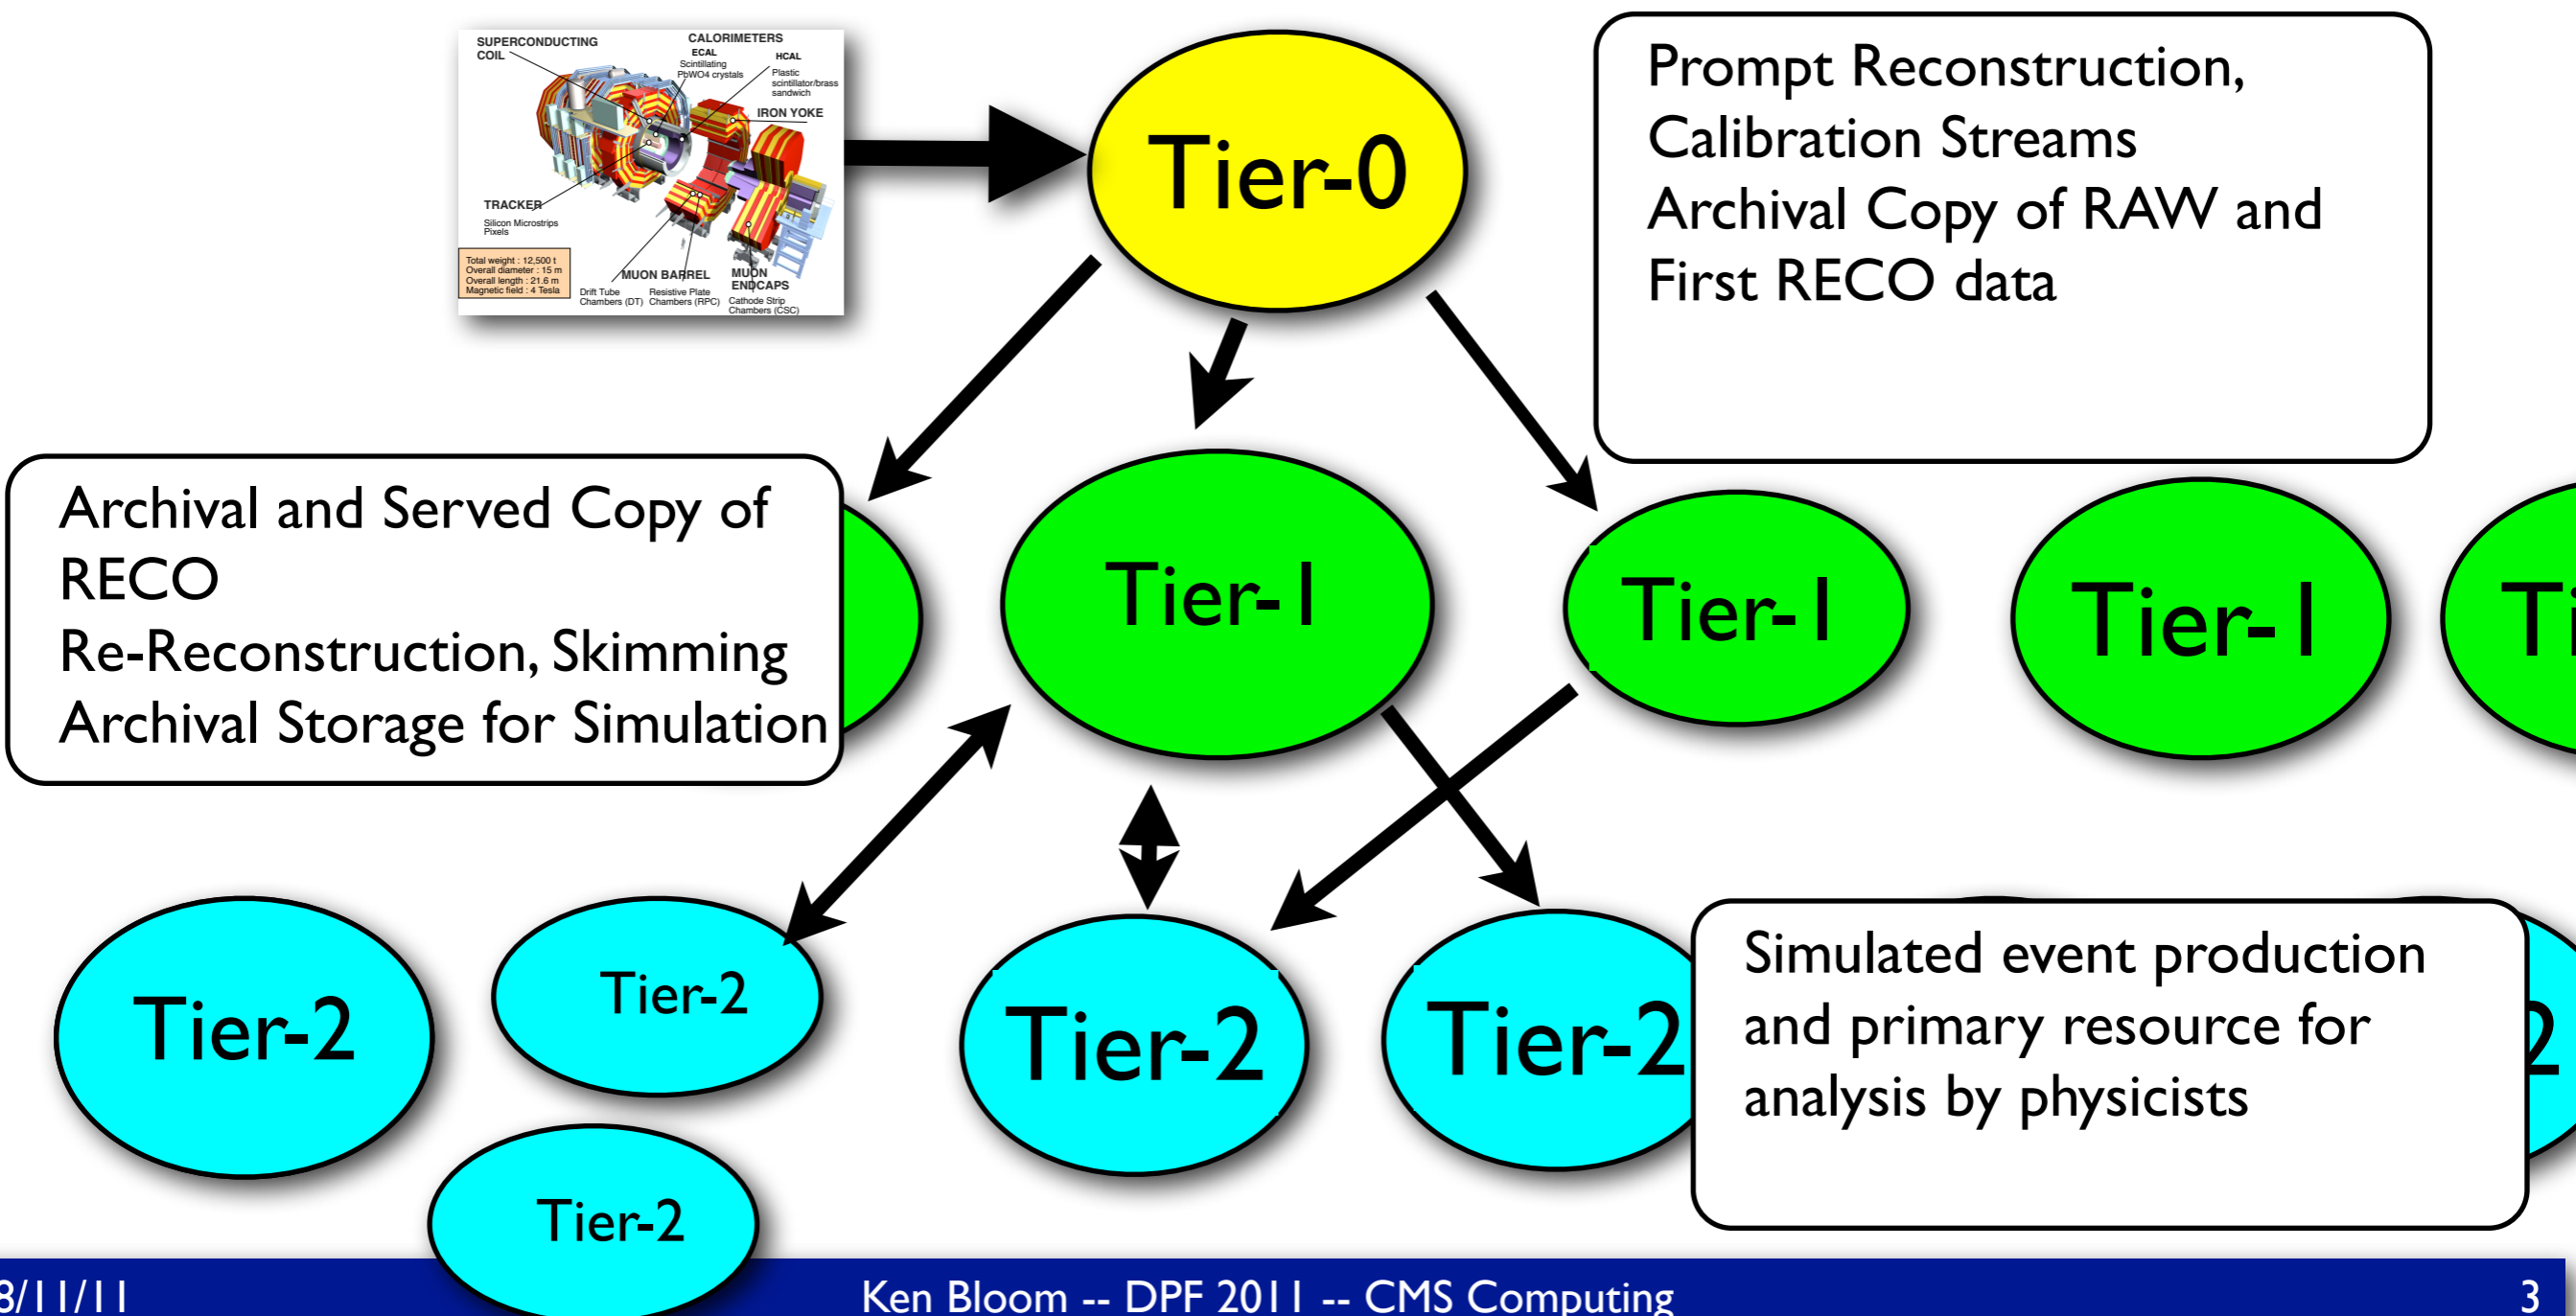 SUPERCONDUCTING
COIL
CALORIMETERS
ECAL
Scintillating
PbWO4 crystals
HCAL
Plastic
scintillator/brass
sandwich
IRON YOKE
TRACKER
Silicon Microstrips
Pixels
Total weight : 12,500 t
Overall diameter : 15 m
Overall length : 21.6 m
Magnetic field : 4 Tesla
MUON BARREL
Drift Tube
Chambers (DT)
Resistive Plate
Chambers (RPC)
MUON
ENDCAPS
Cathode Strip
Chambers (CSC)
Tier-0
Prompt Reconstruction,
Calibration Streams
Archival Copy of RAW and
First RECO data
Archival and Served Copy of
RECO
Re-Reconstruction, Skimming
Archival Storage for Simulation
Tier-1
Tier-1
Tier-1
Tier-2
Tier-2
Tier-2
Tier-2
Tier-2
Simulated event production
and primary resource for
analysis by physicists
2
8/11/11
Ken Bloom -- DPF 2011 -- CMS Computing
3